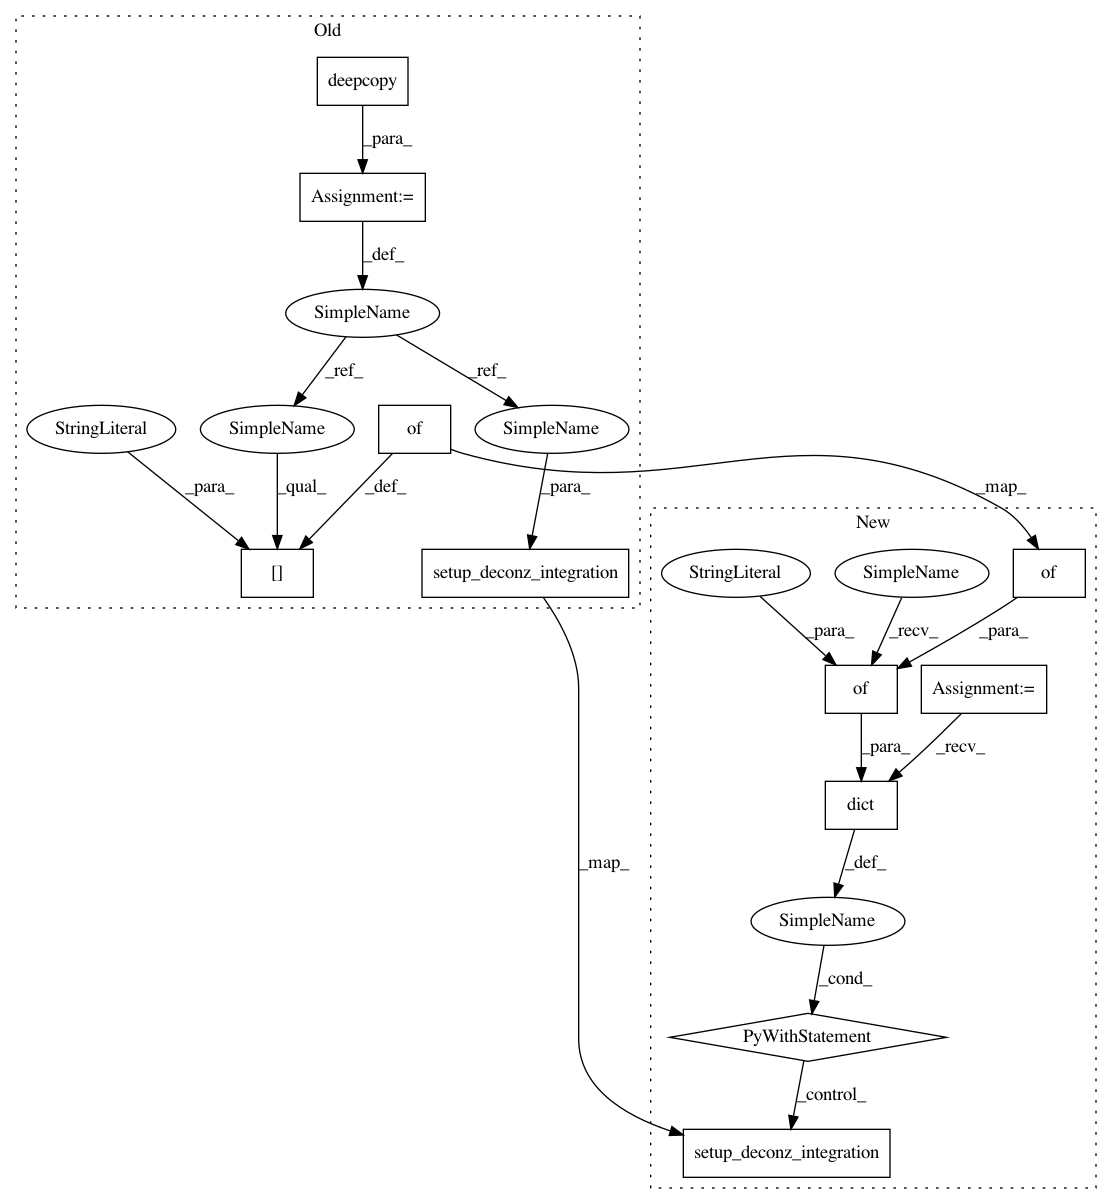 Old
deepcopy
_para_
Assignment:=
_def_
SimpleName
_ref_ _ref_
StringLiteral SimpleName of SimpleName
_para_ _qual_ _def_ _para_ _map_
New
[] setup_deconz_integration StringLiteral SimpleName of
_para_ _recv_ _para_
of Assignment:=
_para_ _recv_
dict
_map_ _def_
SimpleName
_cond_
PyWithStatement
_control_
setup_deconz_integration